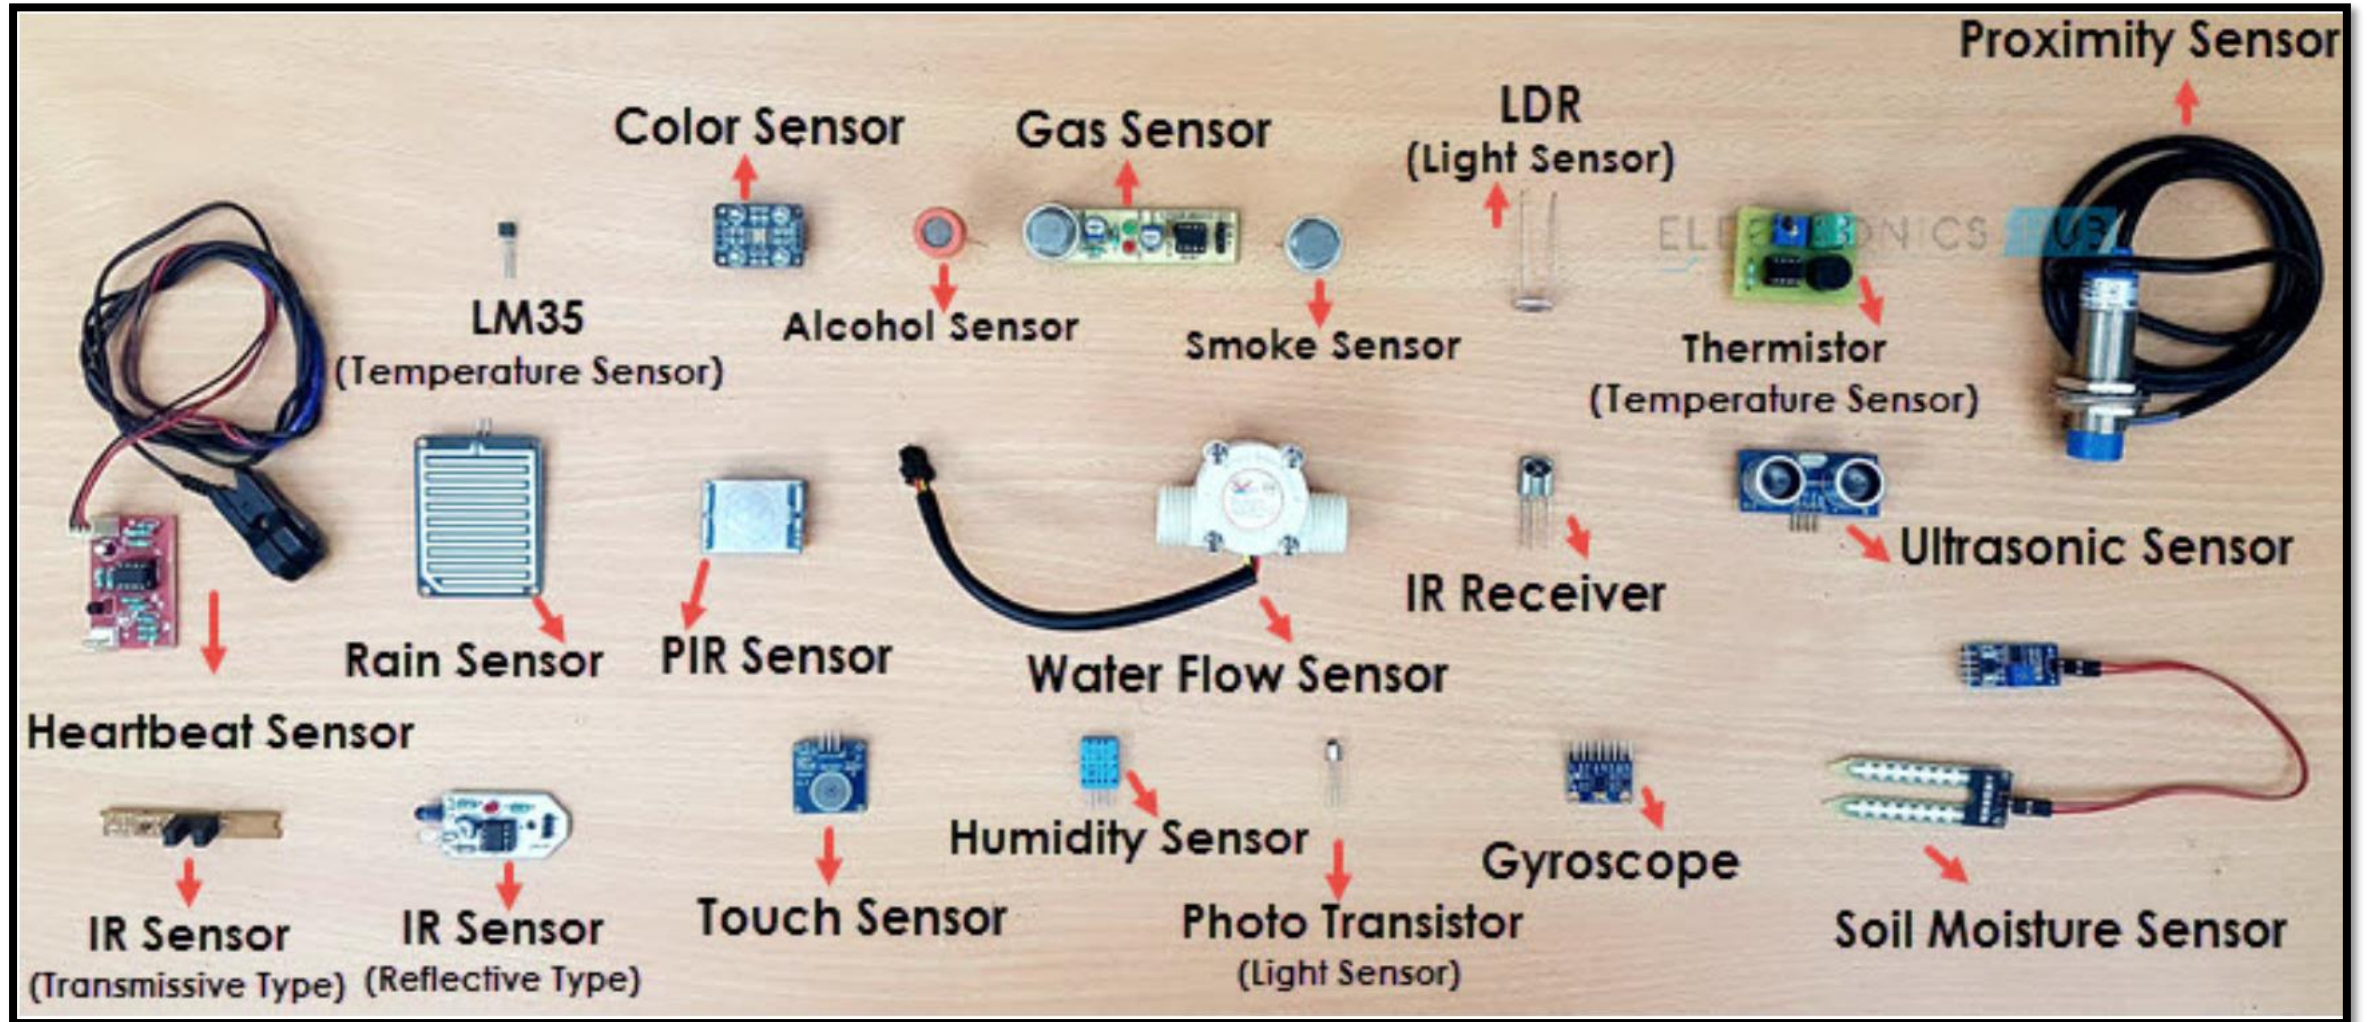 Proximity Sensor
Color Sensor
Gas Sensor
LDR
(Light Sensor)
ELECTRONICS HUB
LM35
(Temperature Sensor)
Alcohol Sensor
Smoke Sensor
Thermistor
(Temperature Sensor)
Ultrasonic Sensor
IR Receiver
Rain Sensor
PIR Sensor
Water Flow Sensor
Heartbeat Sensor
Humidity Sensor
Gyroscope
IR Sensor
(Transmissive Type)
IR Sensor
(Reflective Type)
Touch Sensor
Photo Transistor
(Light Sensor)
Soil Moisture Sensor